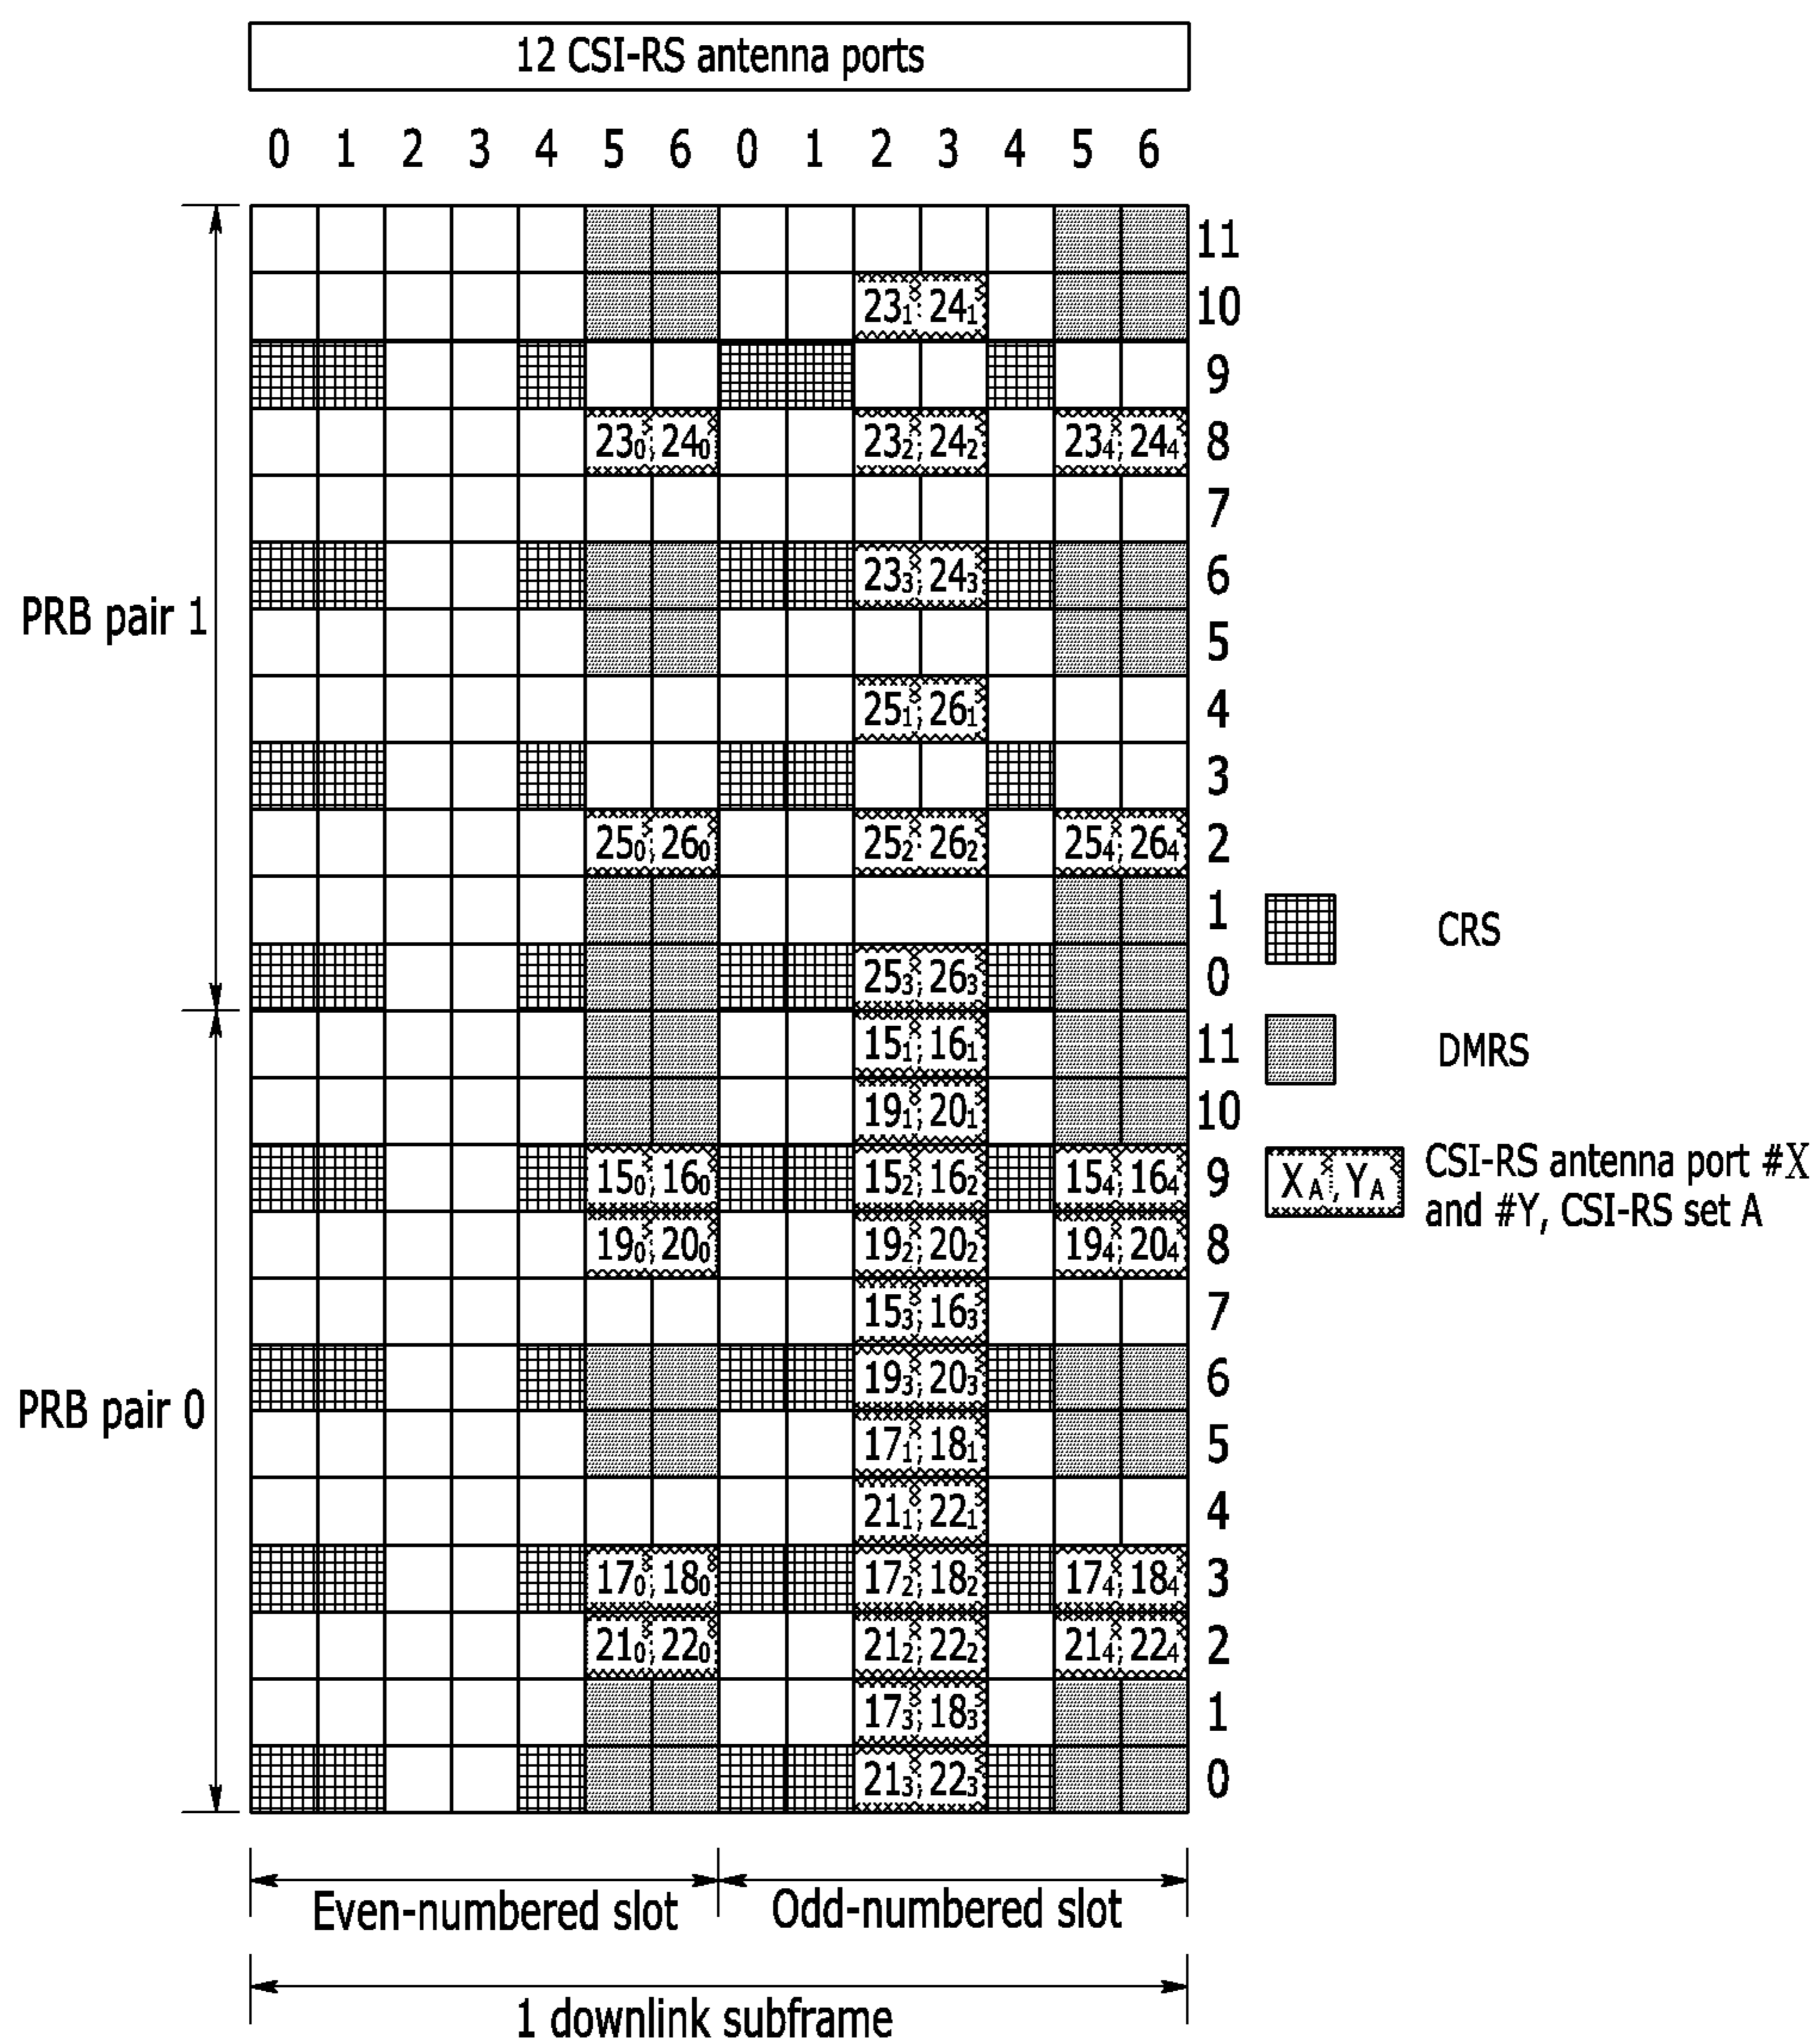 12 CSI-RS antenna ports
0 1 2 3 4 5 6 0 1 2 3 4 5 6
11
23₁, 24₁ 10
9
23₀, 24₀ 23₂, 24₂ 23₄, 24₄ 8
7
23₃, 24₃ 6
PRB pair 1
5
25₁, 26₁ 4
3
25₀, 26₀ 25₂, 26₂ 25₄, 26₄ 2
1
25₃, 26₃ 0
15₁, 16₁ 11
19₁, 20₁ 10
15₀, 16₀ 15₂, 16₂ 15₄, 16₄ 9
19₀, 20₀ 19₂, 20₂ 19₄, 20₄ 8
15₃, 16₃ 7
19₃, 20₃ 6
PRB pair 0
17₁, 18₁ 5
21₁, 22₁ 4
17₀, 18₀ 17₂, 18₂ 17₄, 18₄ 3
21₀, 22₀ 21₂, 22₂ 21₄, 22₄ 2
17₃, 18₃ 1
21₃, 22₃ 0
CRS
DMRS
X_A, Y_A CSI-RS antenna port #X
and #Y, CSI-RS set A
Even-numbered slot Odd-numbered slot
1 downlink subframe